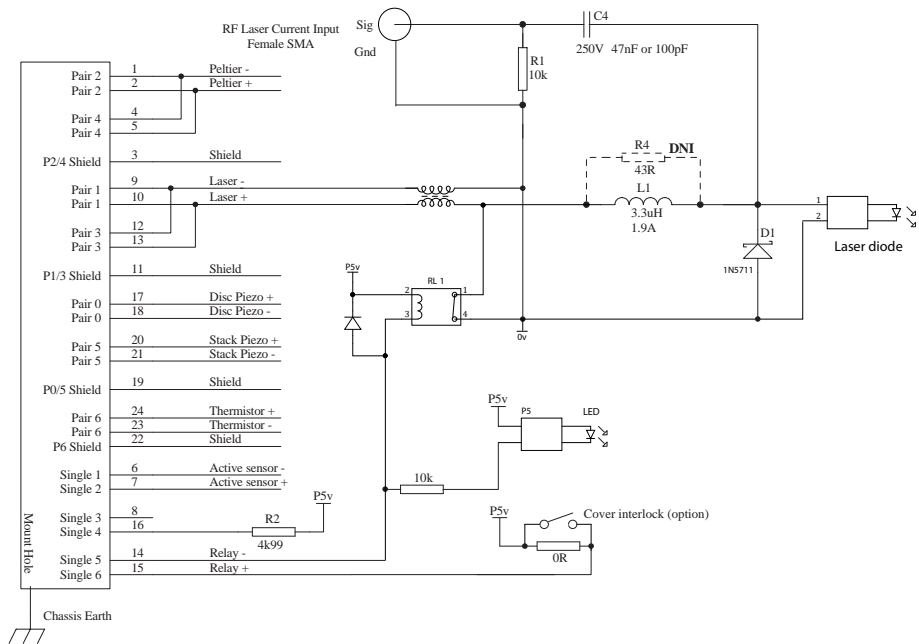 RF Laser Current Input
Female SMA
Sig
Gnd
C4
250V 47nF or 100pF
R1
10k
Pair 2 1 Peltier -
Pair 2 2 Peltier +
Pair 4 4
Pair 4 5
P2/4 Shield 3 Shield
Pair 1 9 Laser -
Pair 1 10 Laser +
Pair 3 12
Pair 3 13
P1/3 Shield 11 Shield
Pair 0 17 Disc Piezo +
Pair 0 18 Disc Piezo -
Pair 5 20 Stack Piezo +
Pair 5 21 Stack Piezo -
P0/5 Shield 19 Shield
Pair 6 24 Thermistor +
Pair 6 23 Thermistor -
P6 Shield 22 Shield
Single 1 6 Active sensor -
Single 2 7 Active sensor +
Single 3 8
Single 4 16
Single 5 14 Relay -
Single 6 15 Relay +
Mount Hole
Chassis Earth
R4
DNI
43R
L1
3.3uH
1.9A
D1
1N5711
1
2
Laser diode
P5v
RL 1
2 1
3 4
0v
P5v
P5
LED
10k
P5v
R2
4k99
P5v
Cover interlock (option)
0R